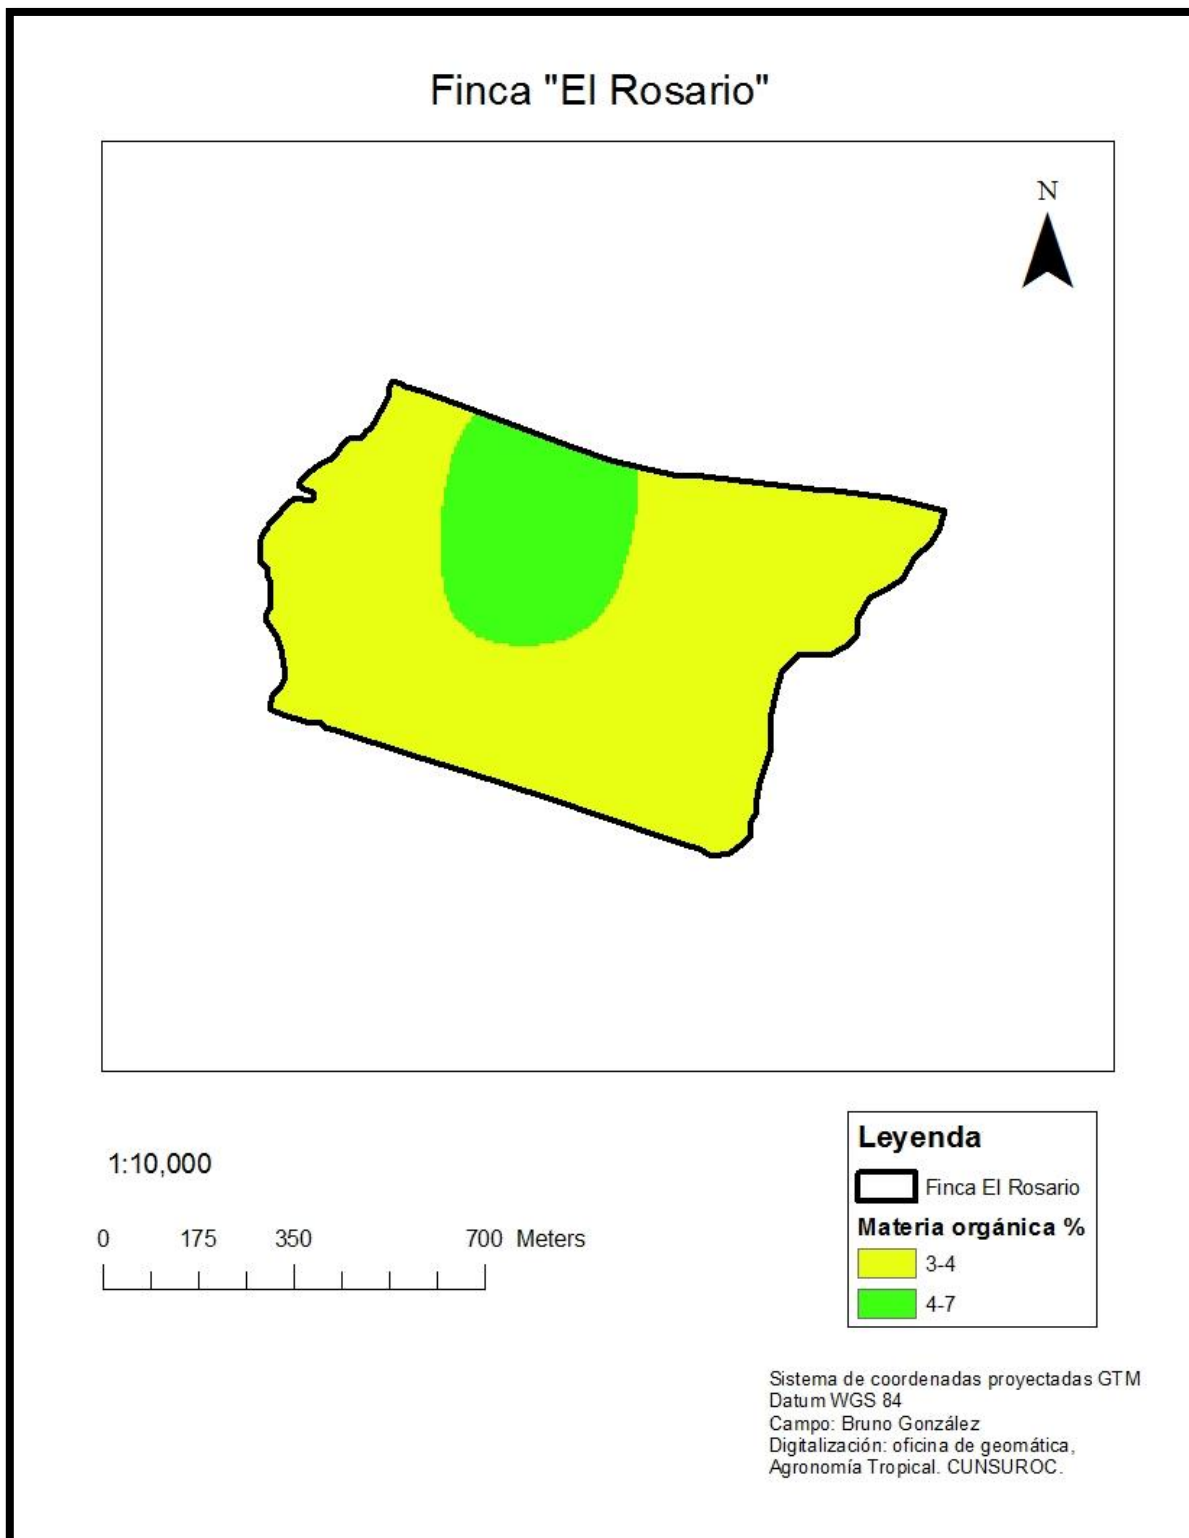 Finca "El Rosario"
N
1:10,000
0 175 350 700 Meters
Leyenda
Finca El Rosario
Materia orgánica %
3-4
4-7
Sistema de coordenadas proyectadas GTM
Datum WGS 84
Campo: Bruno González
Digitalización: oficina de geomática,
Agronomía Tropical. CUNSUROC.